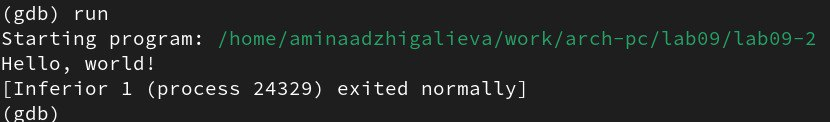 (gdb) run
Starting program: /home/aminaadzhigalieva/work/arch-pc/lab09/lab09-2
Hello, world!
[Inferior 1 (process 24329) exited normally]
(gdb)